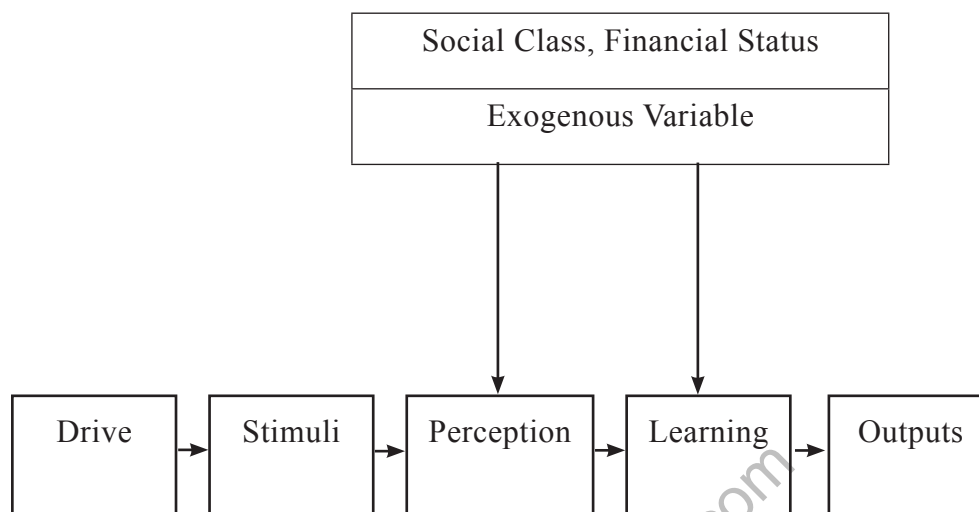 Social Class, Financial Status
Exogenous Variable
Drive
Stimuli
Perception
Learning
Outputs